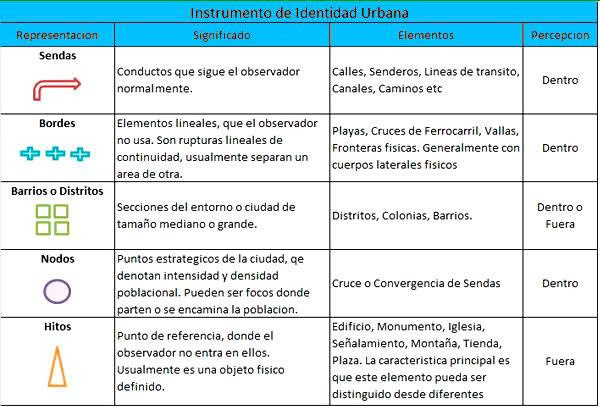 Instrumento de Identidad Urbana
Representacion Significado Elementos Percepcion
Sendas
Conductos que sigue el observador
normalmente.
Calles, Senderos, Lineas de transito,
Canales, Caminos etc
Dentro
Bordes
Elementos lineales, que el observador
no usa. Son rupturas lineales de
continuidad, usualmente separan un
area de otra.
Playas, Cruces de Ferrocarril, Vallas,
Fronteras fisicas. Generalmente con
cuerpos laterales fisicos
Dentro
Barrios o Distritos
Secciones del entorno o ciudad de
tamaño mediano o grande.
Distritos, Colonias, Barrios.
Dentro o
Fuera
Nodos
Puntos estrategicos de la ciudad, qe
denotan intensidad y densidad
poblacional. Pueden ser focos donde
parten o se encamina la poblacion.
Cruce o Convergencia de Sendas
Dentro
Hitos
Punto de referencia, donde el
observador no entra en ellos.
Usualmente es una objeto fisico
definido.
Edificio, Monumento, Iglesia,
Señalamiento, Montaña, Tienda,
Plaza. La caracteristica principal es
que este elemento pueda ser
distinguido desde diferentes
Fuera